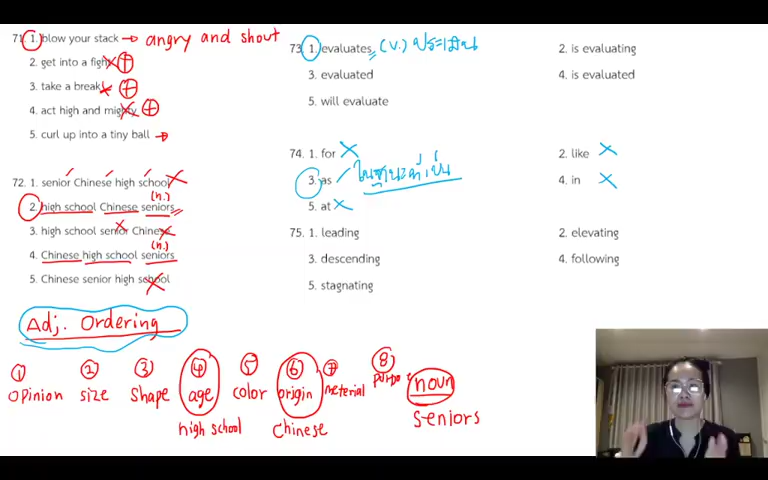 71. 1. blow your stack → angry and shout
2. get into a fight
3. take a break
4. act high and mighty
5. curl up into a tiny ball →
72. 1. senior Chinese high school
(n.)
2. high school Chinese seniors
3. high school senior Chinese
(n.)
4. Chinese high school seniors
5. Chinese senior high school
73. 1. evaluates (v.) ประเมิน
2. is evaluating
3. evaluated
4. is evaluated
5. will evaluate
74. 1. for
2. like
3. as ในฐานะ
4. in
5. at
75. 1. leading
2. elevating
3. descending
4. following
5. stagnating
Adj. Ordering
① ② ③ ④ ⑤ ⑥ ⑦ ⑧
Opinion size shape age color origin material noun
high school Chinese seniors